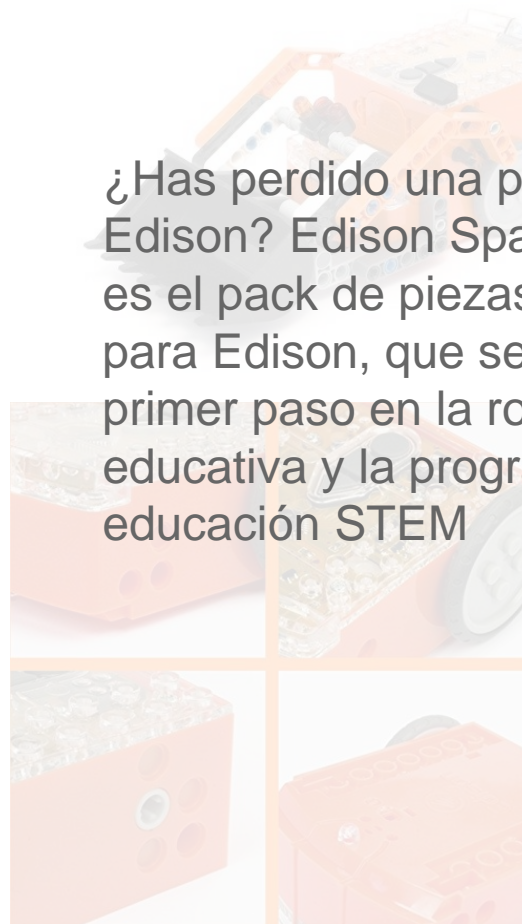 ¿Has perdido una p
Edison? Edison Spa
es el pack de piezas
para Edison, que se
primer paso en la ro
educativa y la progr
educación STEM